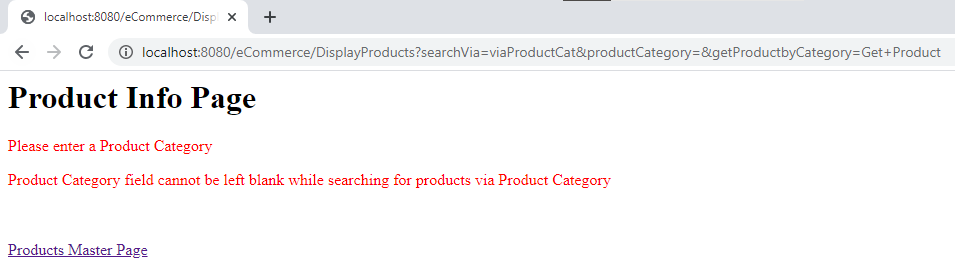 localhost:8080/eCommerce/Disp
localhost:8080/eCommerce/DisplayProducts?searchVia=viaProductCat&productCategory=&getProductbyCategory=Get+Product
Product Info Page
Please enter a Product Category
Product Category field cannot be left blank while searching for products via Product Category
Products Master Page